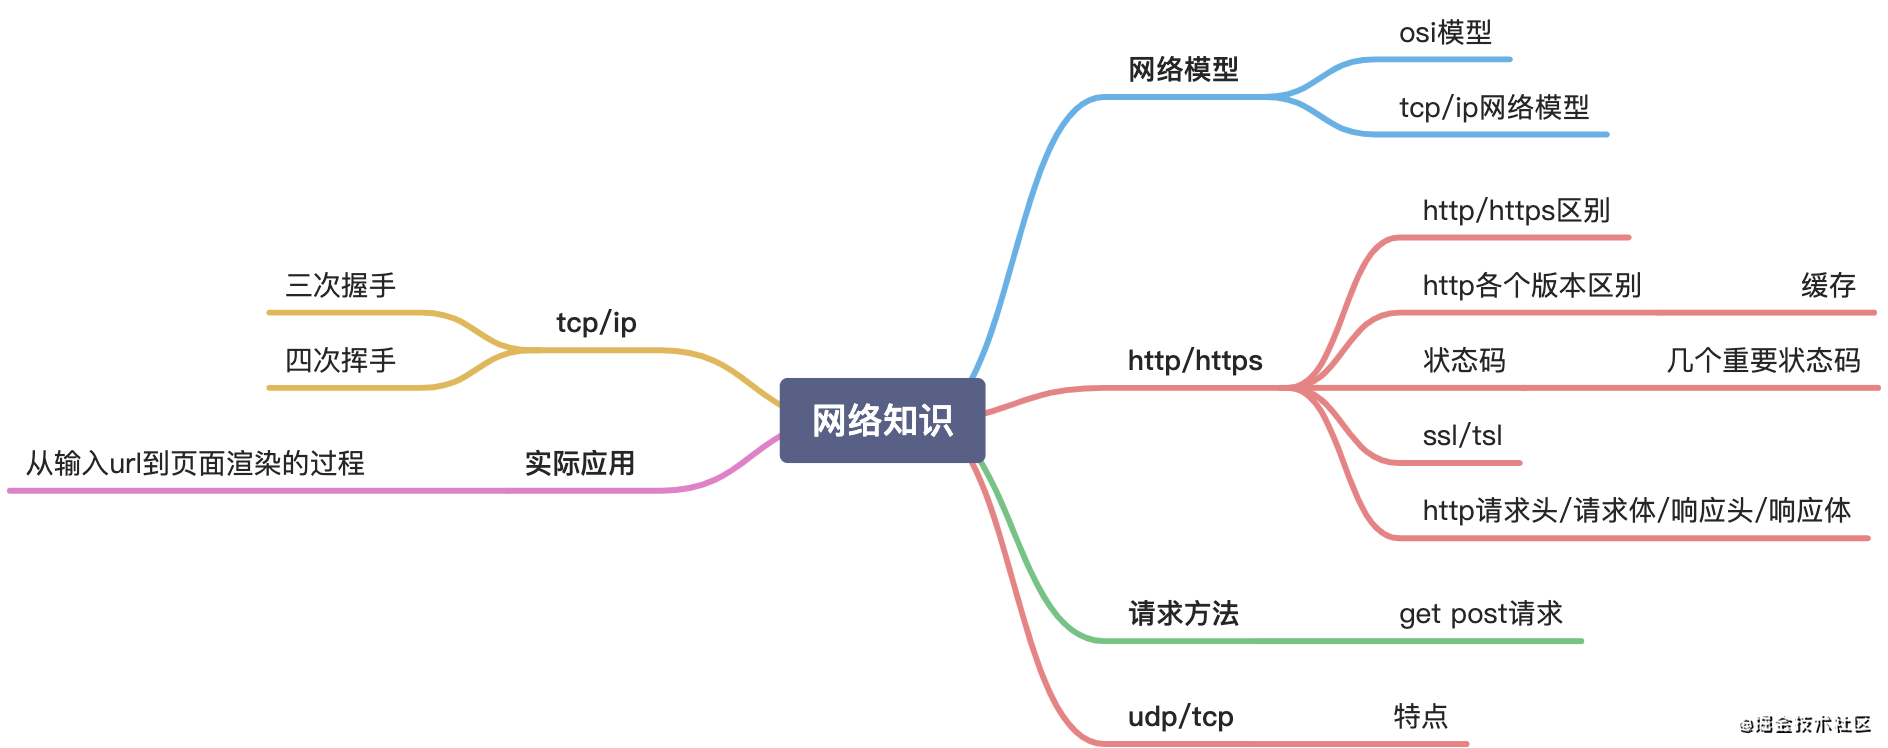 网络知识
网络模型
osi模型
tcp/ip网络模型
http/https
http/https区别
http各个版本区别
缓存
状态码
几个重要状态码
ssl/tsl
http请求头/请求体/响应头/响应体
请求方法
get post请求
udp/tcp
特点
tcp/ip
三次握手
四次挥手
实际应用
从输入url到页面渲染的过程
@掘金技术社区